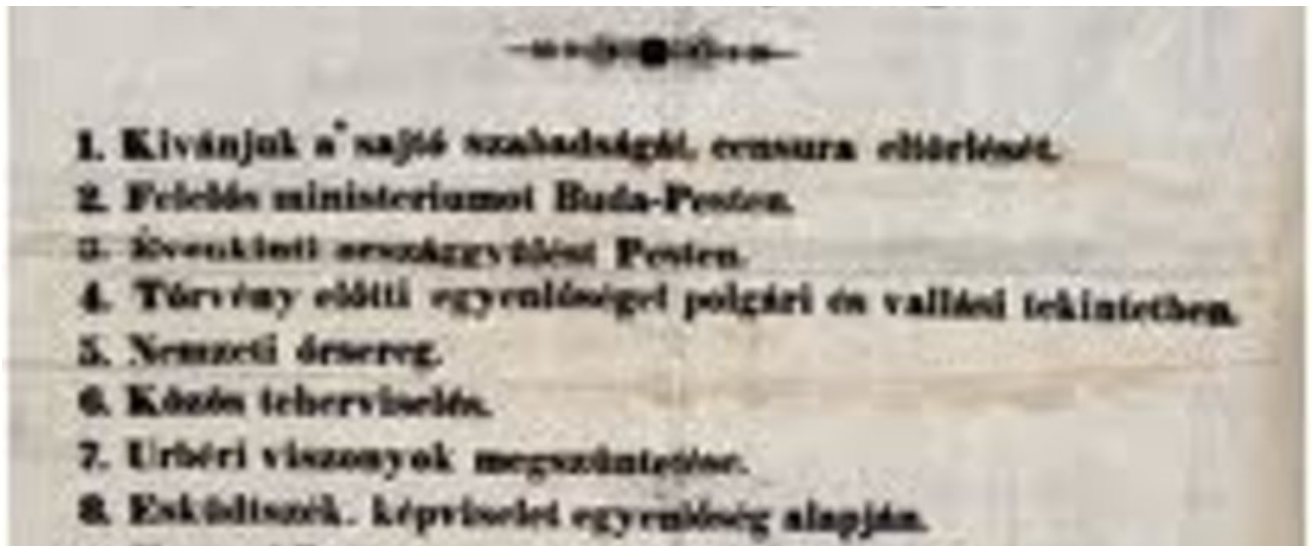 1. Kivánjuk a' sajtó szabadságát, censura eltörlését.
2. Felelős ministeriumot Buda-Pesten.
3. Évenkinti országgyűlést Pesten.
4. Törvény előtti egyenlőséget polgári és vallási tekintetben.
5. Nemzeti őrsereg.
6. Közös teherviselés.
7. Urbéri viszonyok megszüntetése.
8. Esküdtszék. képviselet egyenlőség alapján.